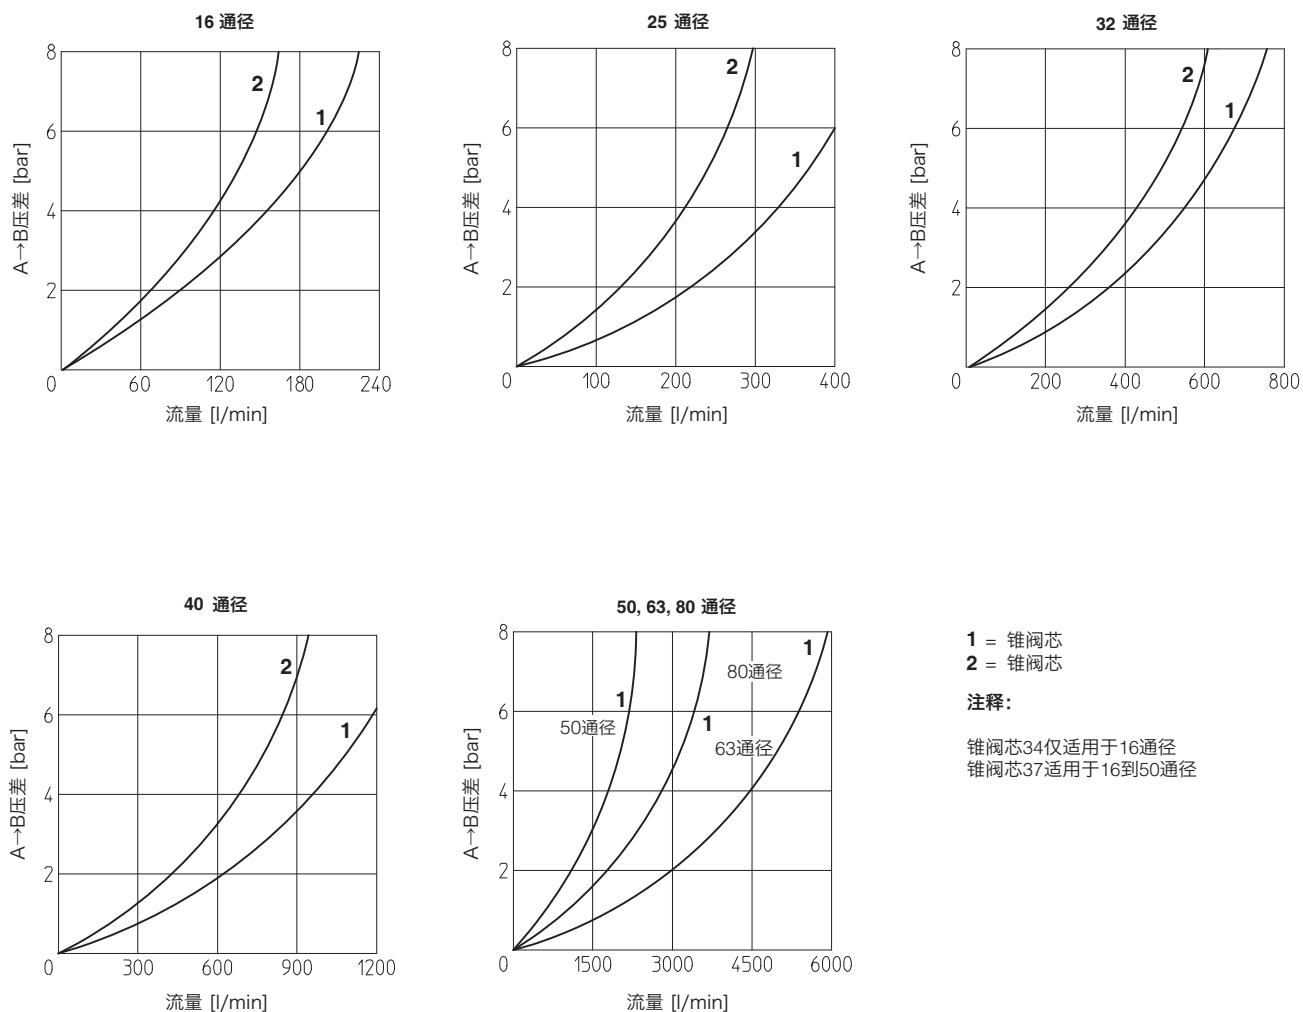 16 通径
8
6
4
2
0
60
120
180
240
2
1
A→B压差 [bar]
流量 [l/min]
25 通径
8
6
4
2
0
100
200
300
400
2
1
A→B压差 [bar]
流量 [l/min]
32 通径
8
6
4
2
0
200
400
600
800
2
1
A→B压差 [bar]
流量 [l/min]
40 通径
8
6
4
2
0
300
600
900
1200
2
1
A→B压差 [bar]
流量 [l/min]
50, 63, 80 通径
8
6
4
2
0
1500
3000
4500
6000
1
80通径
1
50通径
1
63通径
A→B压差 [bar]
流量 [l/min]
1 = 锥阀芯
2 = 锥阀芯
注释：
锥阀芯34仅适用于16通径
锥阀芯37适用于16到50通径